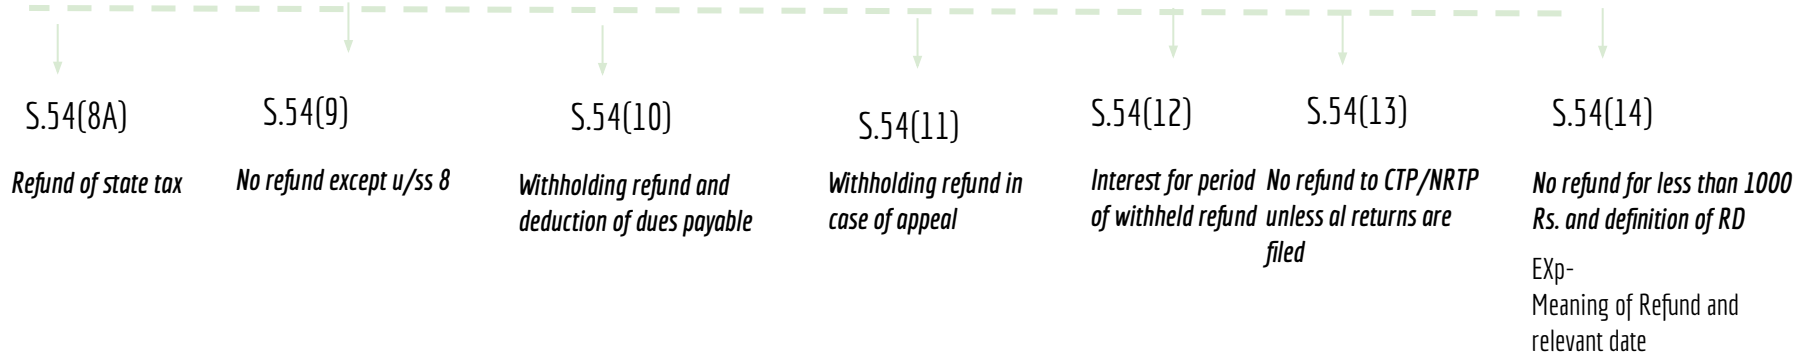 S.54(8A)
Refund of state tax
S.54(9)
No refund except u/ss 8
S.54(10)
Withholding refund and
deduction of dues payable
S.54(11)
Withholding refund in
case of appeal
S.54(12)
Interest for period
of withheld refund
S.54(13)
No refund to CTP/NRTP
unless al returns are
filed
S.54(14)
No refund for less than 1000
Rs. and definition of RD
EXp-
Meaning of Refund and
relevant date